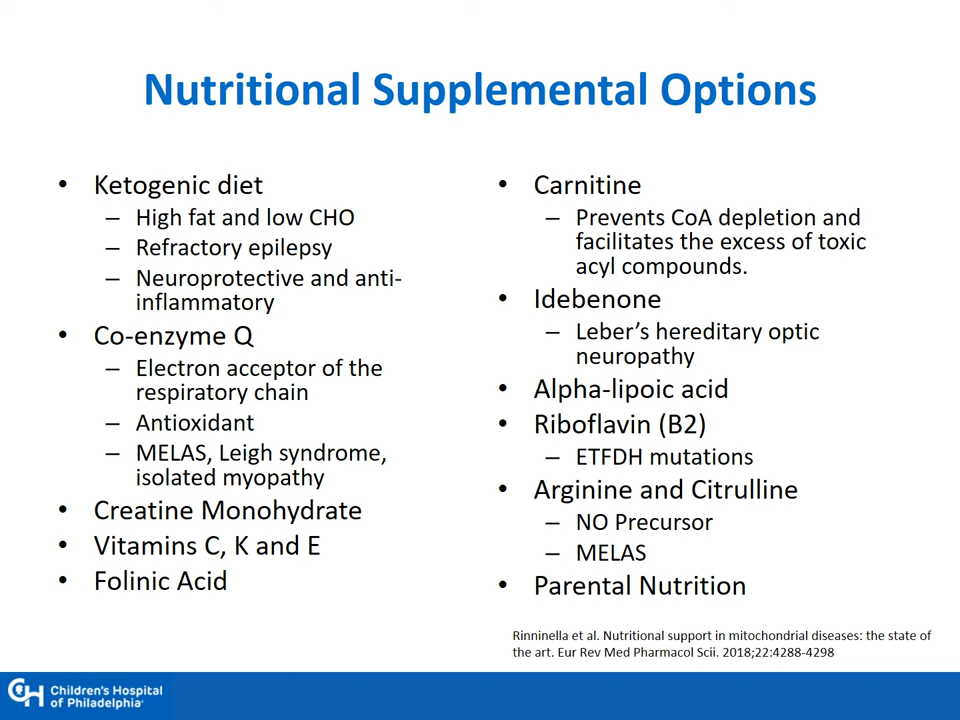 Nutritional Supplemental Options
• Ketogenic diet
– High fat and low CHO
– Refractory epilepsy
– Neuroprotective and anti-
inflammatory
• Co-enzyme Q
– Electron acceptor of the
respiratory chain
– Antioxidant
– MELAS, Leigh syndrome,
isolated myopathy
• Creatine Monohydrate
• Vitamins C, K and E
• Folinic Acid
• Carnitine
– Prevents CoA depletion and
facilitates the excess of toxic
acyl compounds.
• Idebenone
– Leber’s hereditary optic
neuropathy
• Alpha-lipoic acid
• Riboflavin (B2)
– ETFDH mutations
• Arginine and Citrulline
– NO Precursor
– MELAS
• Parental Nutrition
Rinninella et al. Nutritional support in mitochondrial diseases: the state of
the art. Eur Rev Med Pharmacol Scii. 2018;22:4288-4298
CH Children's Hospital
of Philadelphia